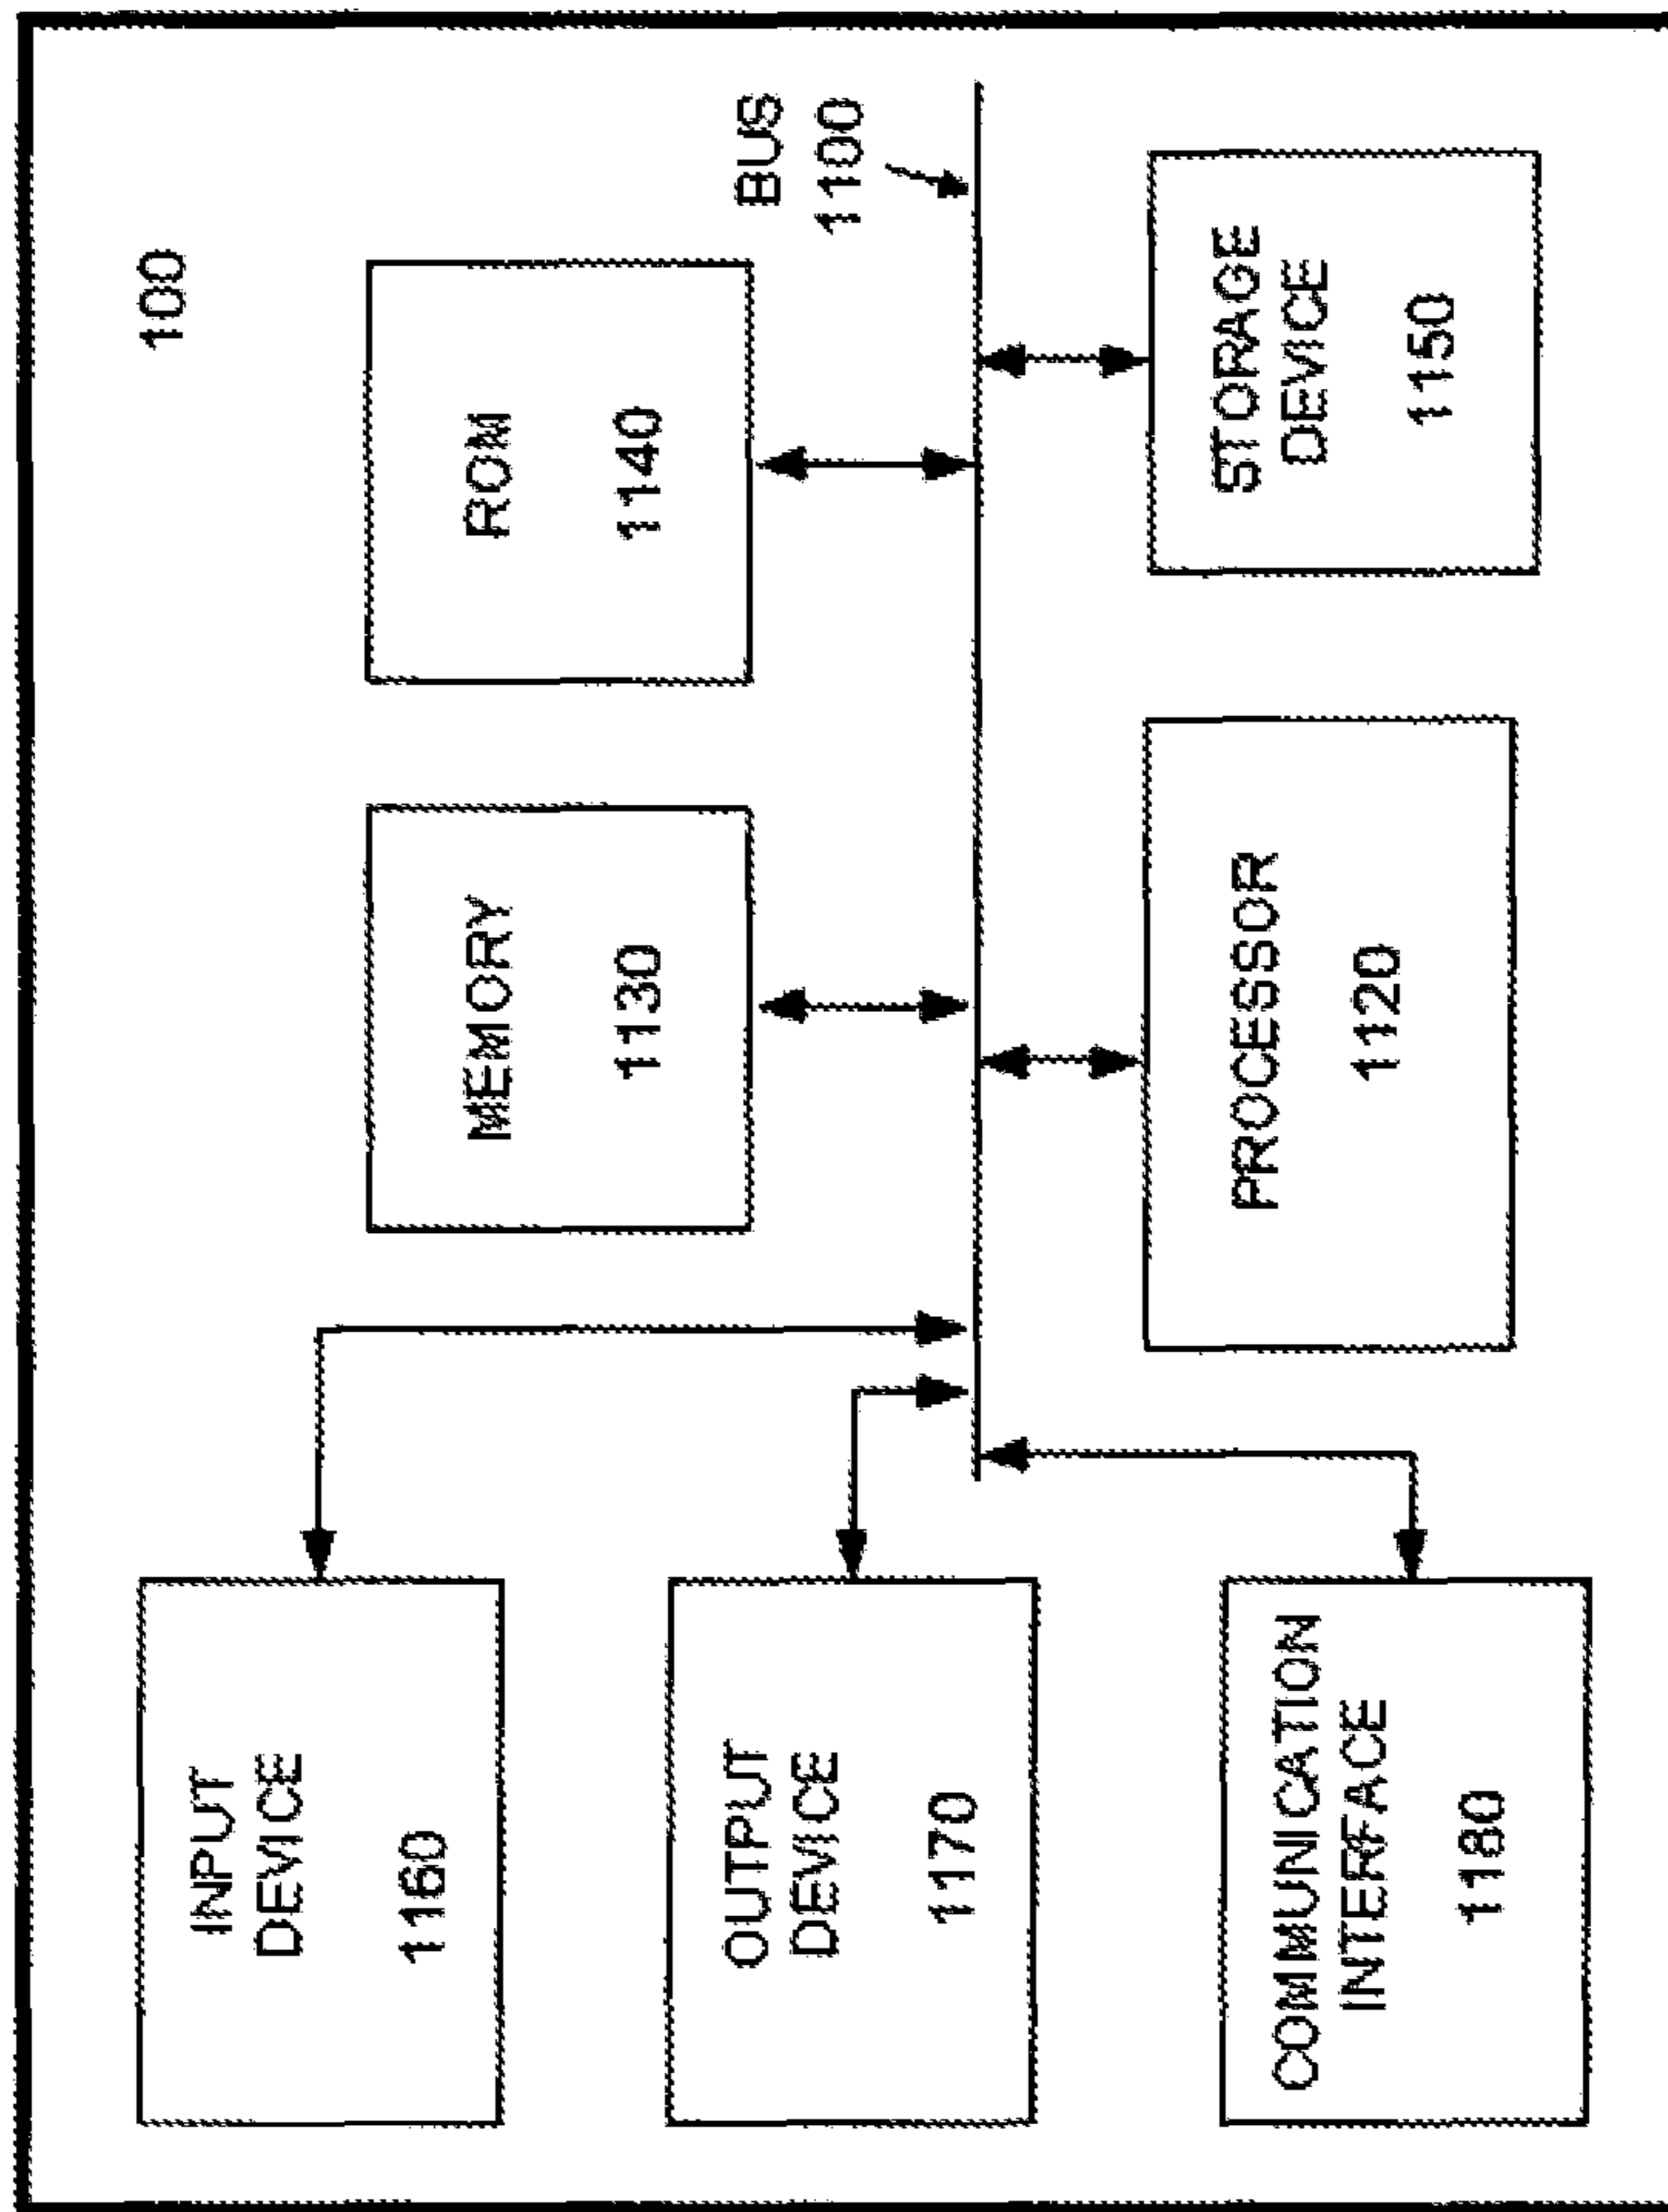 100
INPUT
DEVICE
1160
MEMORY
1130
ROM
1140
BUS
1100
OUTPUT
DEVICE
1170
PROCESSOR
1120
STORAGE
DEVICE
1150
COMMUNICATION
INTERFACE
1180